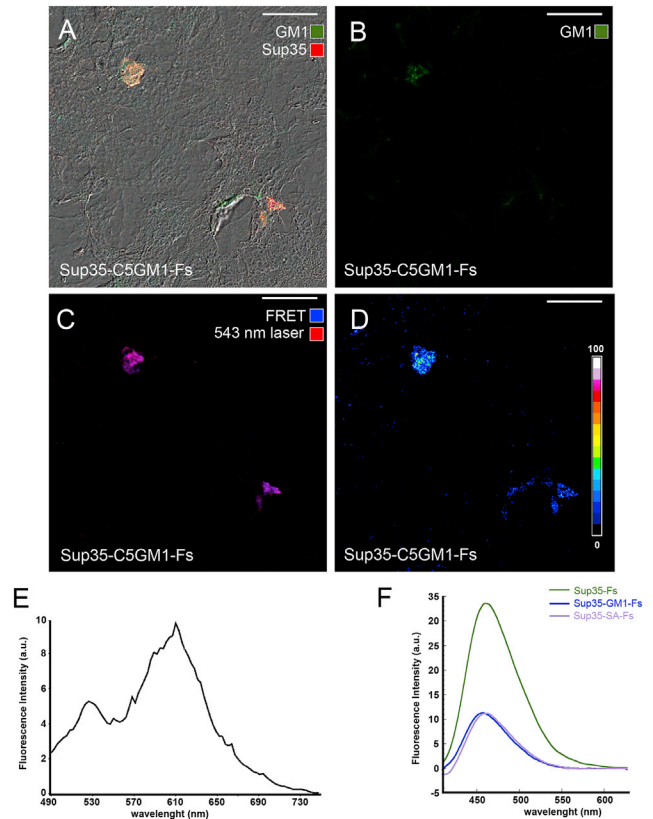 A
GM1
Sup35
Sup35-C5GM1-Fs
B
GM1
Sup35-C5GM1-Fs
C
FRET
543 nm laser
Sup35-C5GM1-Fs
D
100
0
Sup35-C5GM1-Fs
E
Fluorescence Intensity (a.u.)
10
8
6
4
2
0
490 530 570 610 650 690 730
wavelenght (nm)
F
Sup35-Fs
Sup35-GM1-Fs
Sup35-SA-Fs
Fluorescence Intensity (a.u.)
35
30
25
20
15
10
5
0
-5
450 500 550 600
wavelenght (nm)